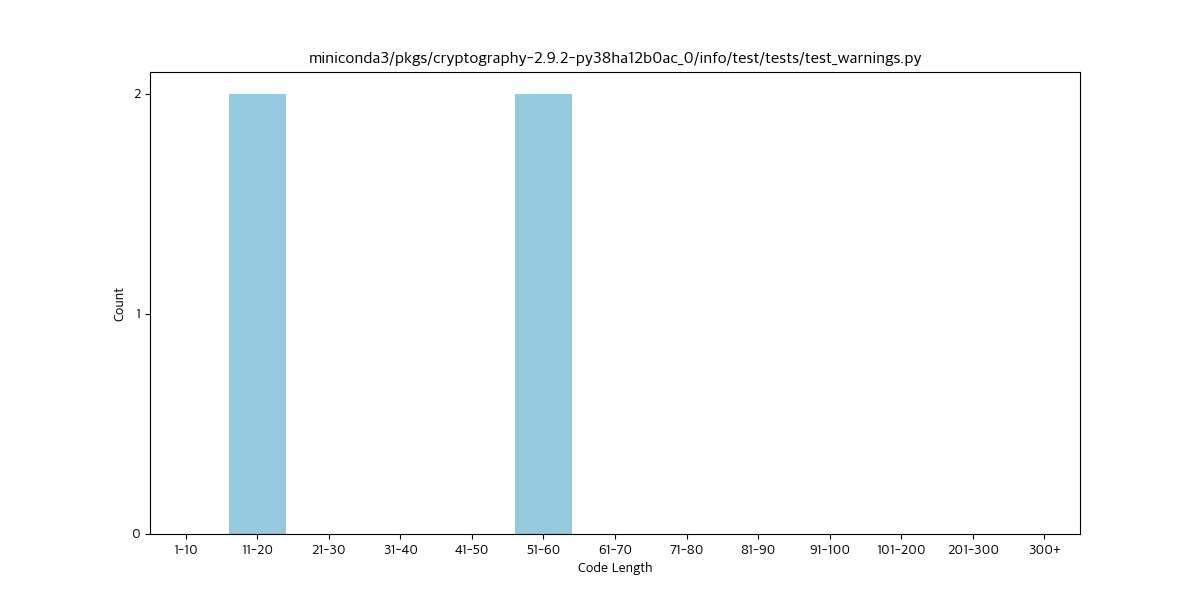 miniconda3/pkgs/cryptography-2.9.2-py38ha12b0ac_0/info/test/tests/test_warnings.py
Count
2
1
0
1-10 11-20 21-30 31-40 41-50 51-60 61-70 71-80 81-90 91-100 101-200 201-300 300+
Code Length